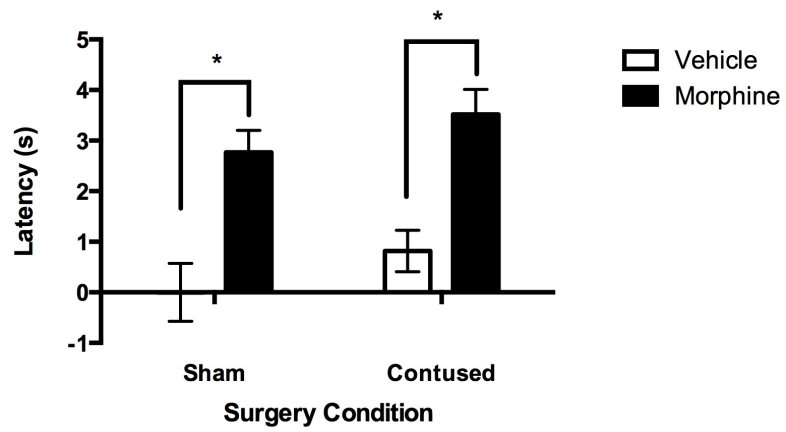 *
*
5
4
3
2
1
0
-1
Latency (s)
Sham
Contused
Surgery Condition
Vehicle
Morphine